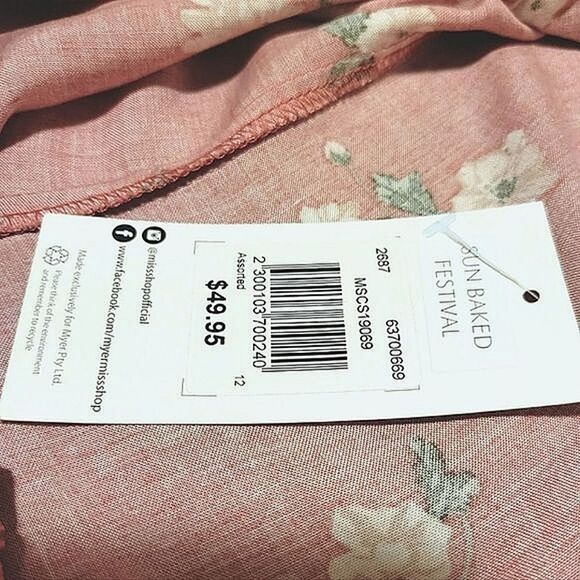 SUN BAKED
FESTIVAL
2687
63700669
MSCS19069
2 300103 700240
Assorted
12
$49.95
@missshopofficial
www.facebook.com/myermissshop
Made exclusively for Myer Pty Ltd.
Please think of the environment
and remember to recycle